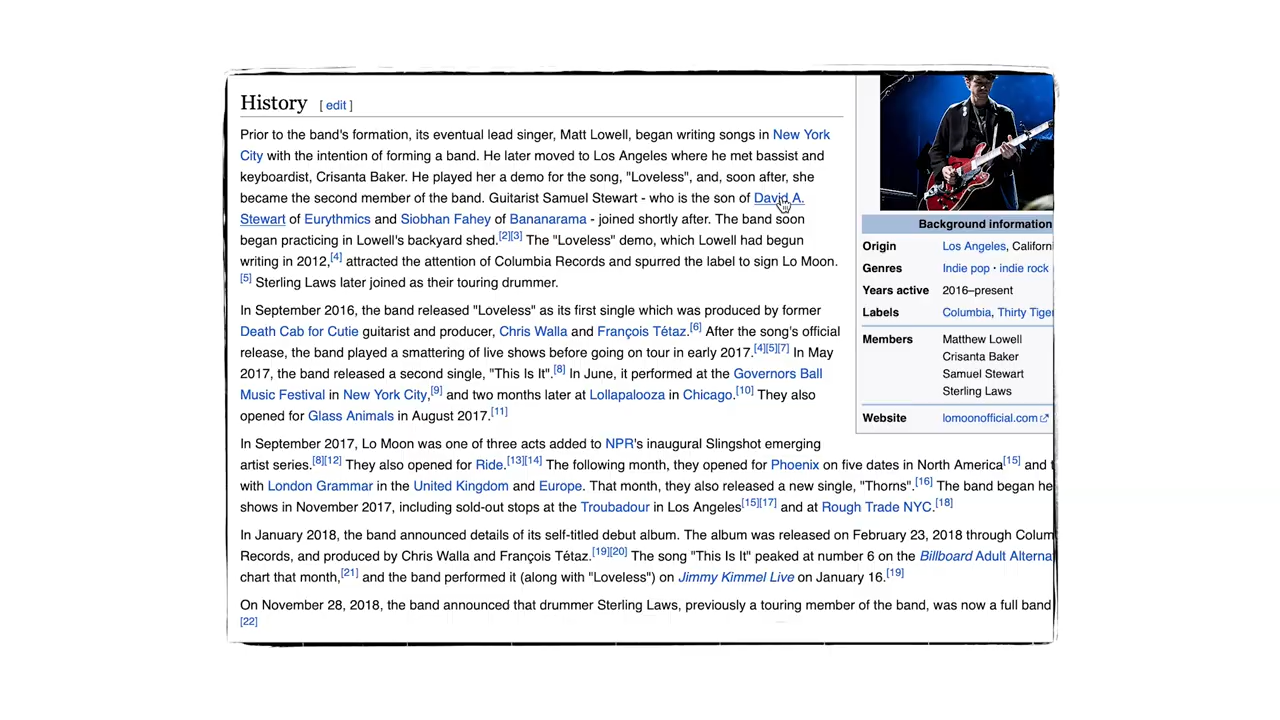 History [ edit ]
Prior to the band's formation, its eventual lead singer, Matt Lowell, began writing songs in New York
City with the intention of forming a band. He later moved to Los Angeles where he met bassist and
keyboardist, Crisanta Baker. He played her a demo for the song, "Loveless", and, soon after, she
became the second member of the band. Guitarist Samuel Stewart - who is the son of David A.
Stewart of Eurythmics and Siobhan Fahey of Bananarama - joined shortly after. The band soon
began practicing in Lowell's backyard shed.[2][3] The "Loveless" demo, which Lowell had begun
writing in 2012,[4] attracted the attention of Columbia Records and spurred the label to sign Lo Moon.
[5] Sterling Laws later joined as their touring drummer.
In September 2016, the band released "Loveless" as its first single which was produced by former
Death Cab for Cutie guitarist and producer, Chris Walla and François Tétaz.[6] After the song's official
release, the band played a smattering of live shows before going on tour in early 2017.[4][5][7] In May
2017, the band released a second single, "This Is It".[8] In June, it performed at the Governors Ball
Music Festival in New York City,[9] and two months later at Lollapalooza in Chicago.[10] They also
opened for Glass Animals in August 2017.[11]
In September 2017, Lo Moon was one of three acts added to NPR's inaugural Slingshot emerging
artist series.[8][12] They also opened for Ride.[13][14] The following month, they opened for Phoenix on five dates in North America[15] and t
with London Grammar in the United Kingdom and Europe. That month, they also released a new single, "Thorns".[16] The band began he
shows in November 2017, including sold-out stops at the Troubadour in Los Angeles[15][17] and at Rough Trade NYC.[18]
In January 2018, the band announced details of its self-titled debut album. The album was released on February 23, 2018 through Colum
Records, and produced by Chris Walla and François Tétaz.[19][20] The song "This Is It" peaked at number 6 on the Billboard Adult Alterna
chart that month,[21] and the band performed it (along with "Loveless") on Jimmy Kimmel Live on January 16.[19]
On November 28, 2018, the band announced that drummer Sterling Laws, previously a touring member of the band, was now a full band
[22]
Background information
Origin Los Angeles, Californi
Genres Indie pop · indie rock
Years active 2016–present
Labels Columbia, Thirty Tiger
Members Matthew Lowell
Crisanta Baker
Samuel Stewart
Sterling Laws
Website lomoonofficial.com